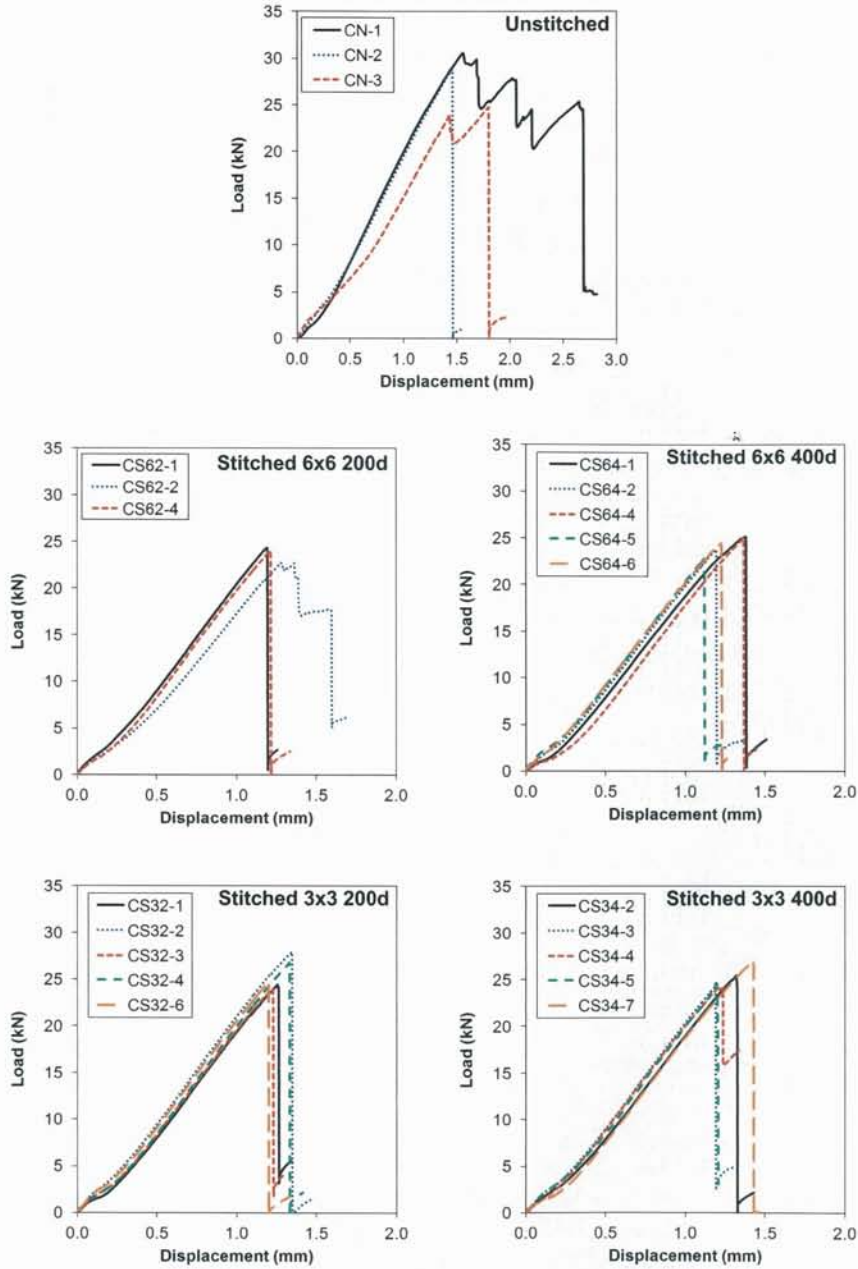 Unstitched
CN-1
CN-2
CN-3
35
30
25
20
15
10
5
0
Load (kN)
0.0 0.5 1.0 1.5 2.0 2.5 3.0
Displacement (mm)
Stitched 6x6 200d
CS62-1
CS62-2
CS62-4
35
30
25
20
15
10
5
0
Load (kN)
0.0 0.5 1.0 1.5 2.0
Displacement (mm)
Stitched 6x6 400d
CS64-1
CS64-2
CS64-4
CS64-5
CS64-6
35
30
25
20
15
10
5
0
Load (kN)
0.0 0.5 1.0 1.5 2.0
Displacement (mm)
Stitched 3x3 200d
CS32-1
CS32-2
CS32-3
CS32-4
CS32-6
35
30
25
20
15
10
5
0
Load (kN)
0.0 0.5 1.0 1.5 2.0
Displacement (mm)
Stitched 3x3 400d
CS34-2
CS34-3
CS34-4
CS34-5
CS34-7
35
30
25
20
15
10
5
0
Load (kN)
0.0 0.5 1.0 1.5 2.0
Displacement (mm)